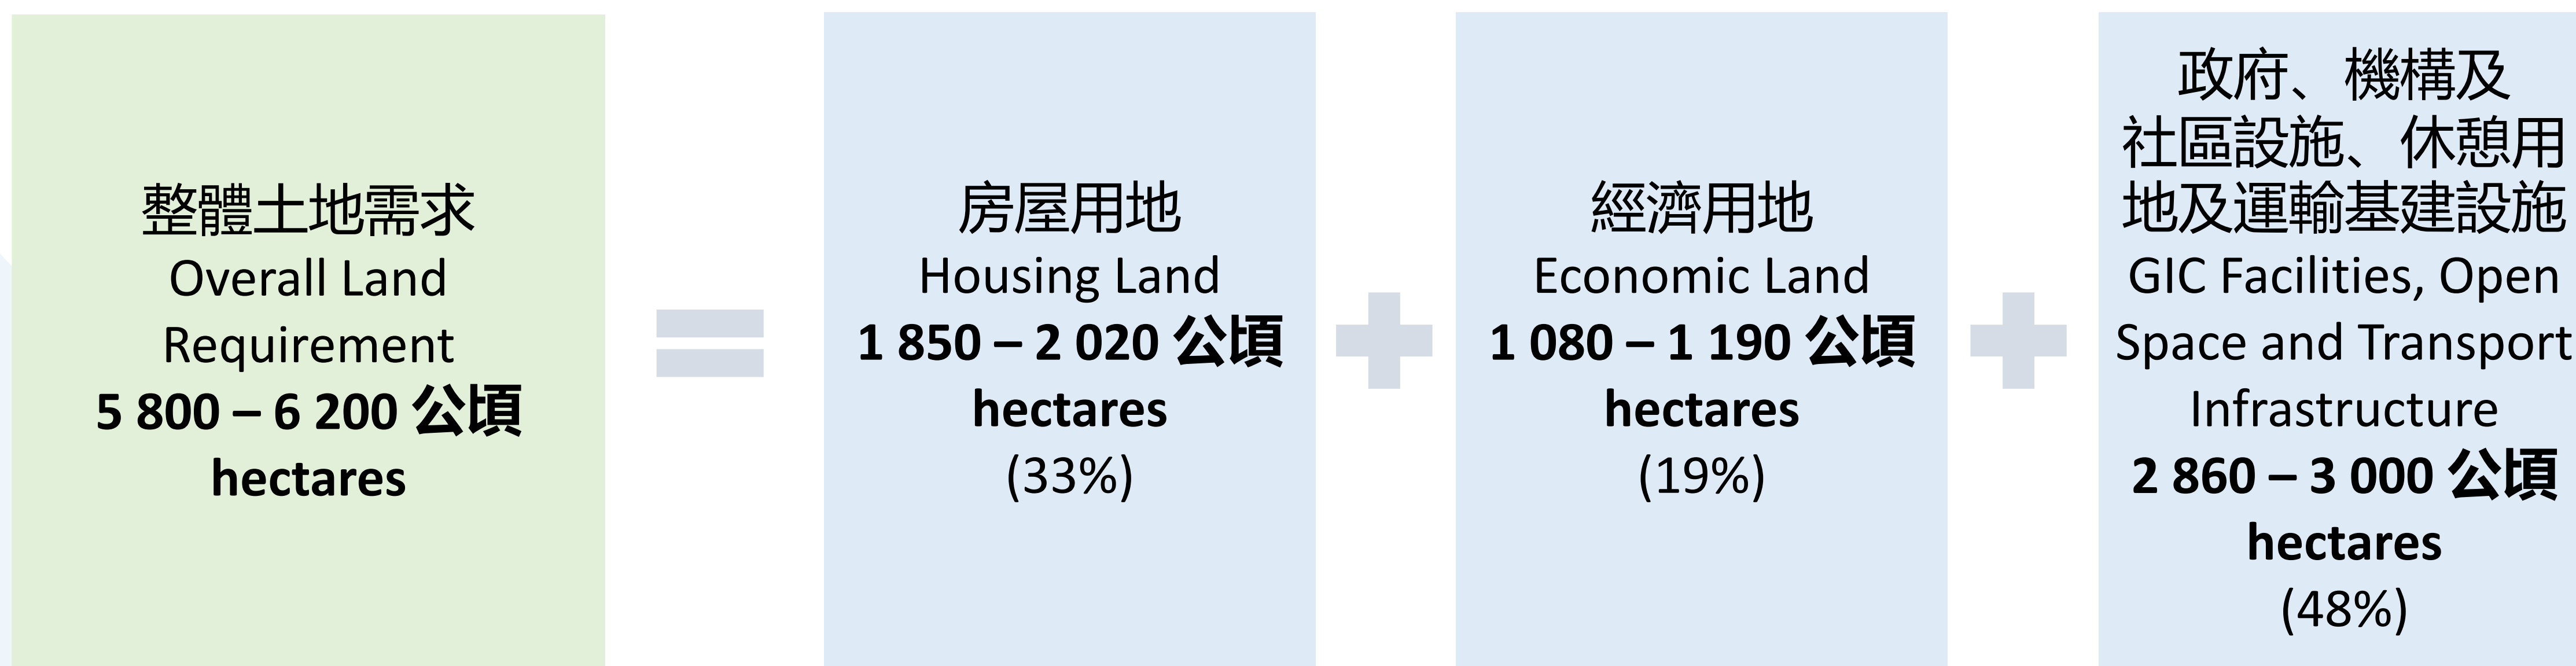 整體土地需求
Overall Land
Requirement
5 800 – 6 200 公頃
hectares
房屋用地
Housing Land
1 850 – 2 020 公頃
hectares
(33%)
經濟用地
Economic Land
1 080 – 1 190 公頃
hectares
(19%)
政府、機構及
社區設施、休憩用
地及運輸基建設施
GIC Facilities, Open
Space and Transport
Infrastructure
2 860 – 3 000 公頃
hectares
(48%)